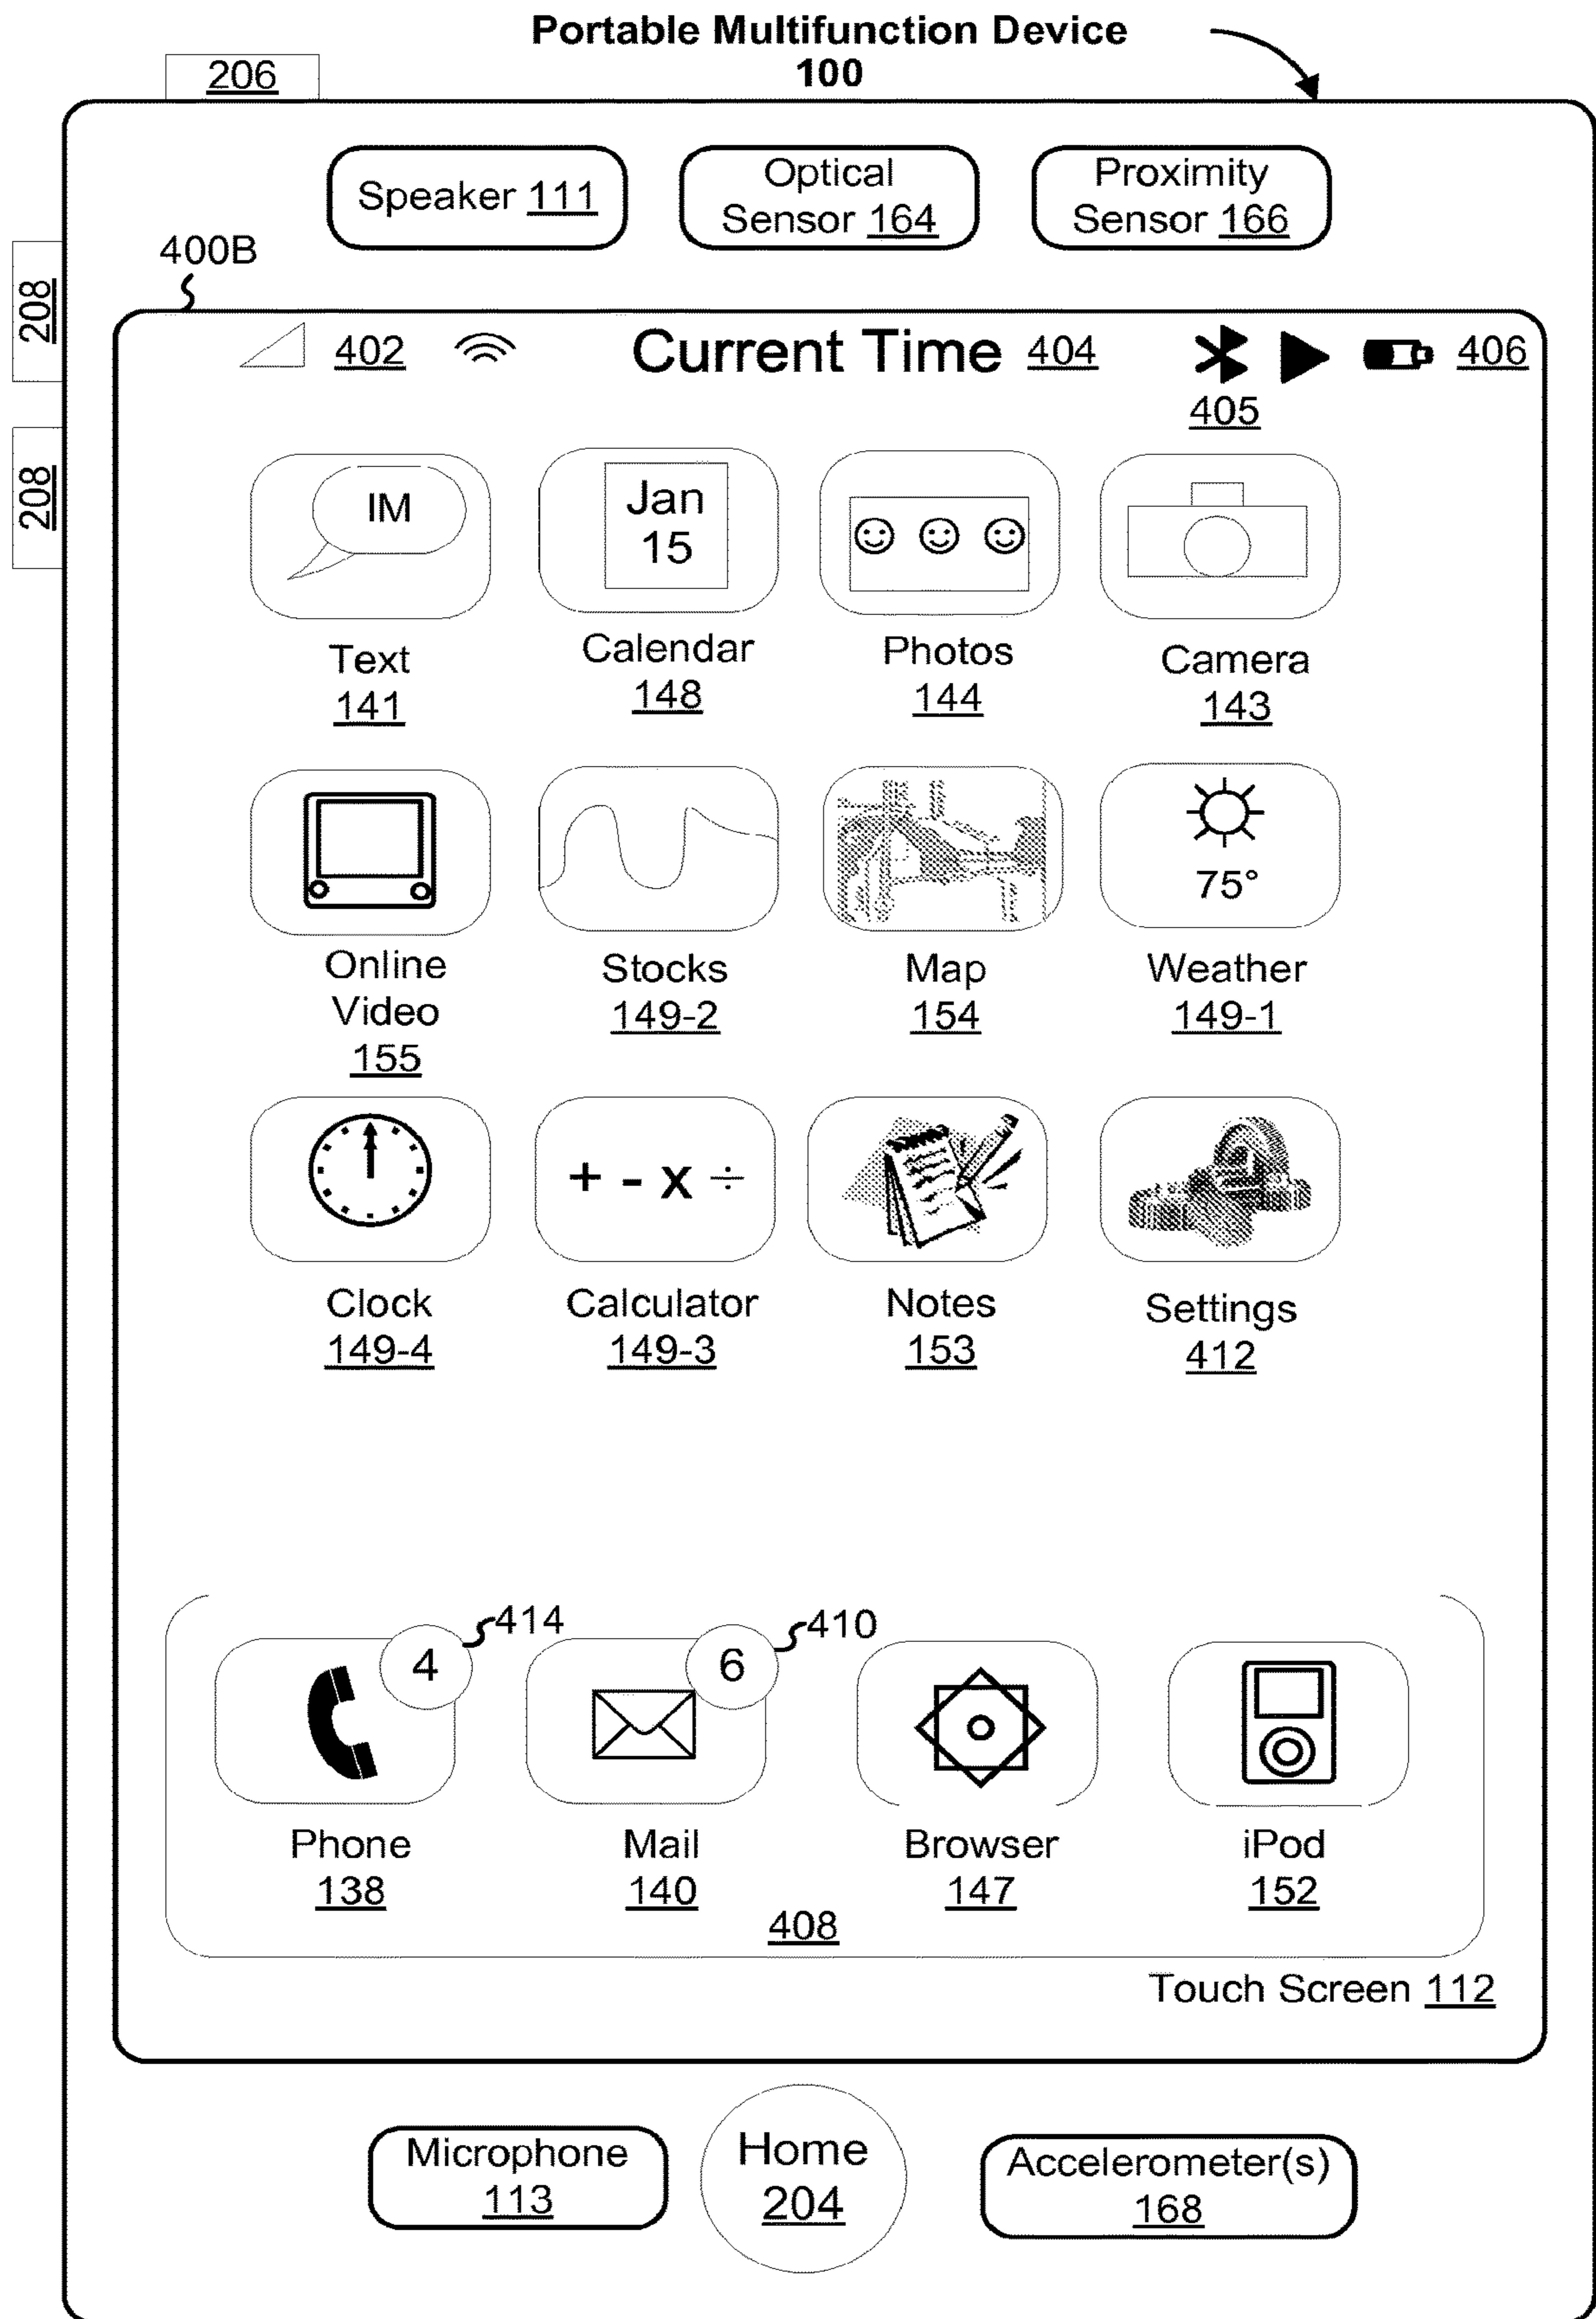 Portable Multifunction Device
100
206
Speaker 111
Optical
Sensor 164
Proximity
Sensor 166
400B
208
208
402
Current Time 404
406
405
IM
Jan
15
Text
141
Calendar
148
Photos
144
Camera
143
75°
Online
Video
155
Stocks
149-2
Map
154
Weather
149-1
+ - x ÷
Clock
149-4
Calculator
149-3
Notes
153
Settings
412
4
414
6
410
Phone
138
Mail
140
Browser
147
iPod
152
408
Touch Screen 112
Microphone
113
Home
204
Accelerometer(s)
168